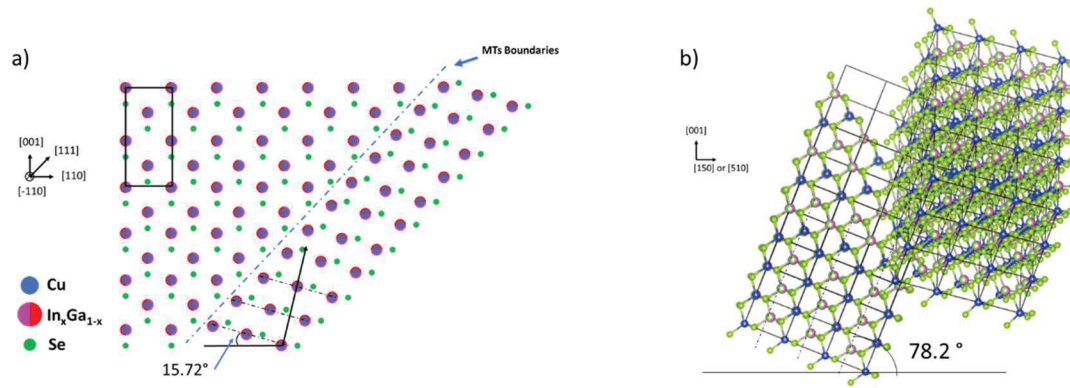 a)
MTs Boundaries
b)
[001]
[111]
[110]
[-110]
[001]
[150] or [510]
Cu
InxGa1-x
Se
15.72°
78.2 °